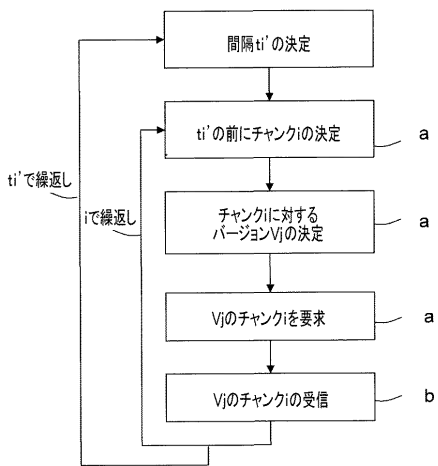 間隔ti'の決定
ti'の前にチャンクiの決定
a
ti'で繰返し
iで繰返し
チャンクiに対する
バージョンVjの決定
a
Vjのチャンクiを要求
a
Vjのチャンクiの受信
b